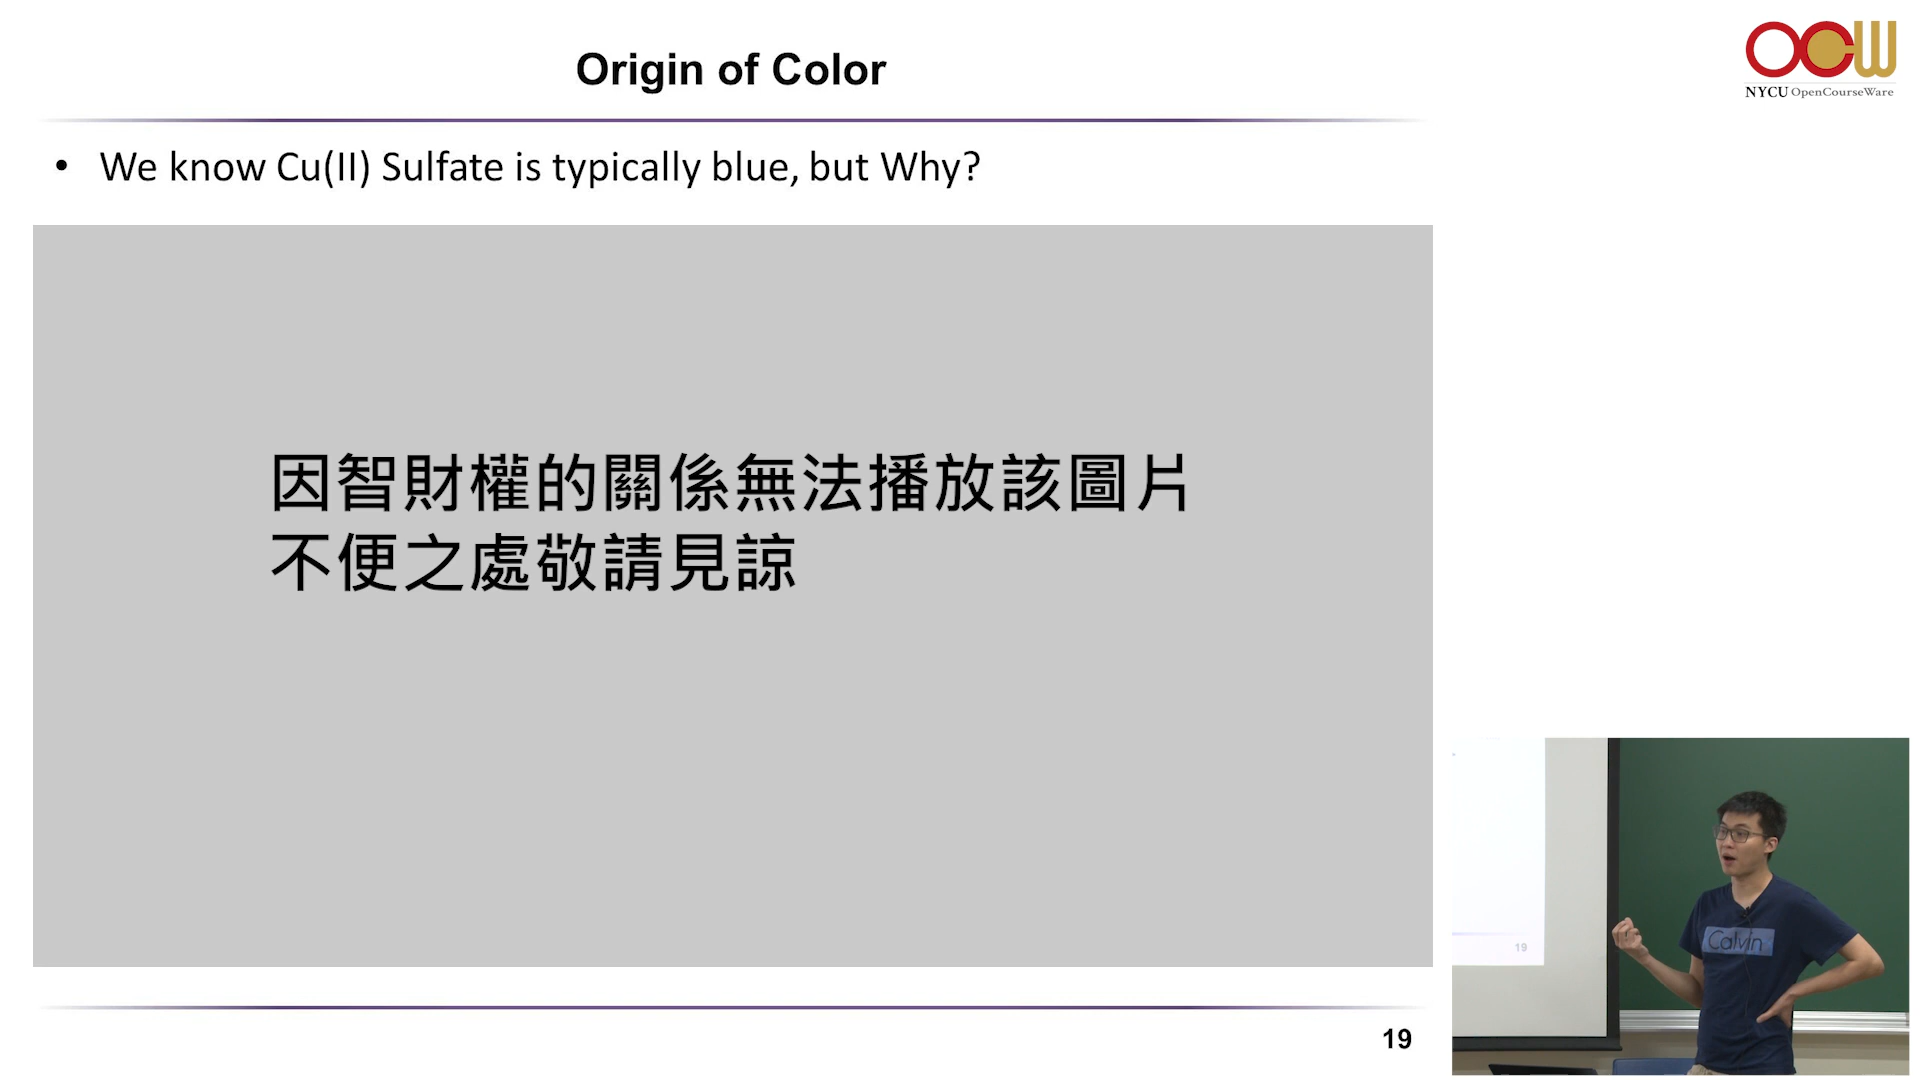 Origin of Color
OCW
NYCU OpenCourseWare
• We know Cu(II) Sulfate is typically blue, but Why?
因智財權的關係無法播放該圖片
不便之處敬請見諒
19
Calvin
19